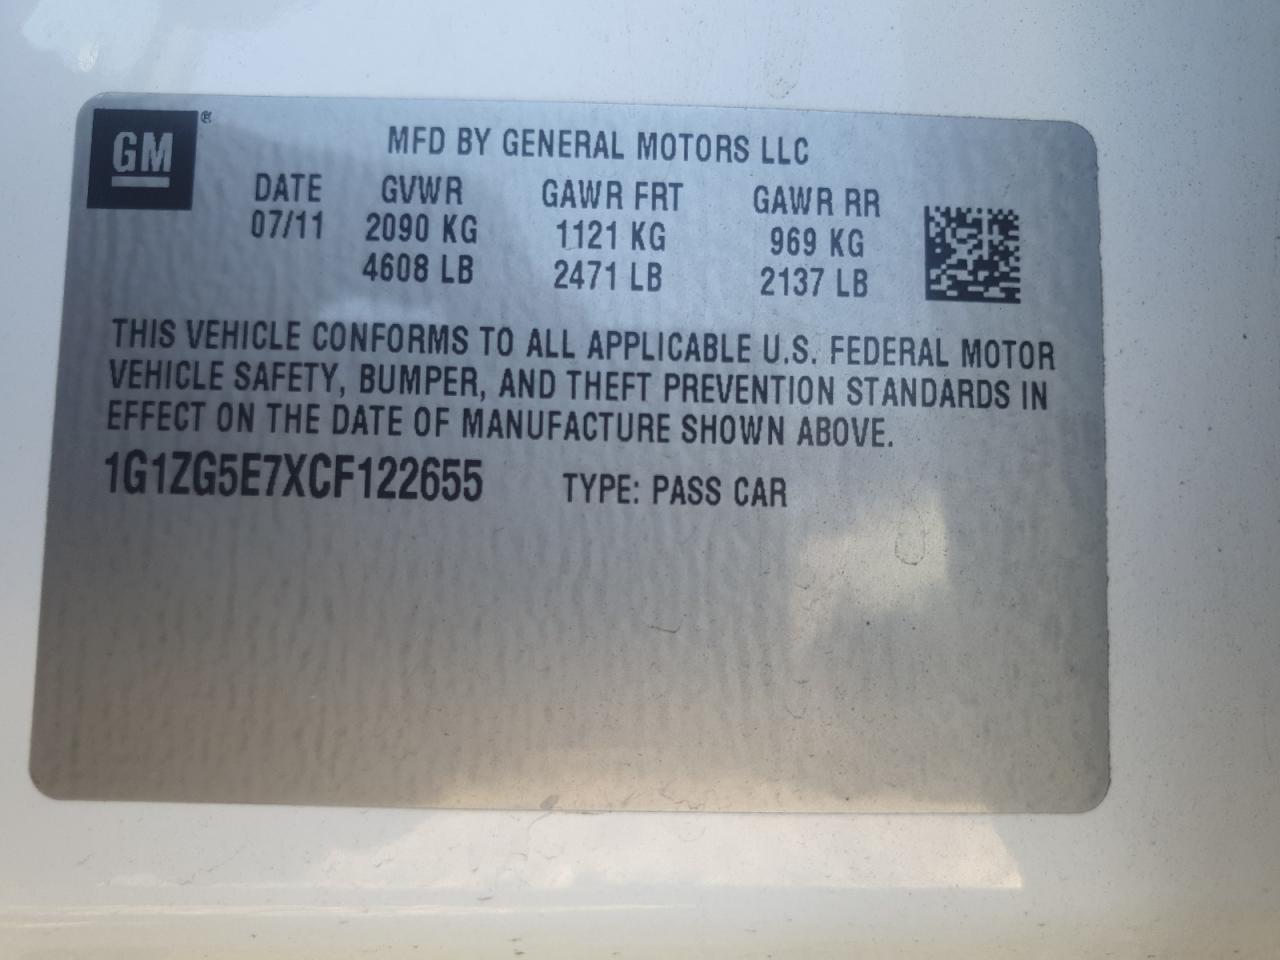 GM®
MFD BY GENERAL MOTORS LLC
DATE GVWR GAWR FRT GAWR RR
07/11 2090 KG 1121 KG 969 KG
4608 LB 2471 LB 2137 LB
THIS VEHICLE CONFORMS TO ALL APPLICABLE U.S. FEDERAL MOTOR
VEHICLE SAFETY, BUMPER, AND THEFT PREVENTION STANDARDS IN
EFFECT ON THE DATE OF MANUFACTURE SHOWN ABOVE.
1G1ZG5E7XCF122655 TYPE: PASS CAR